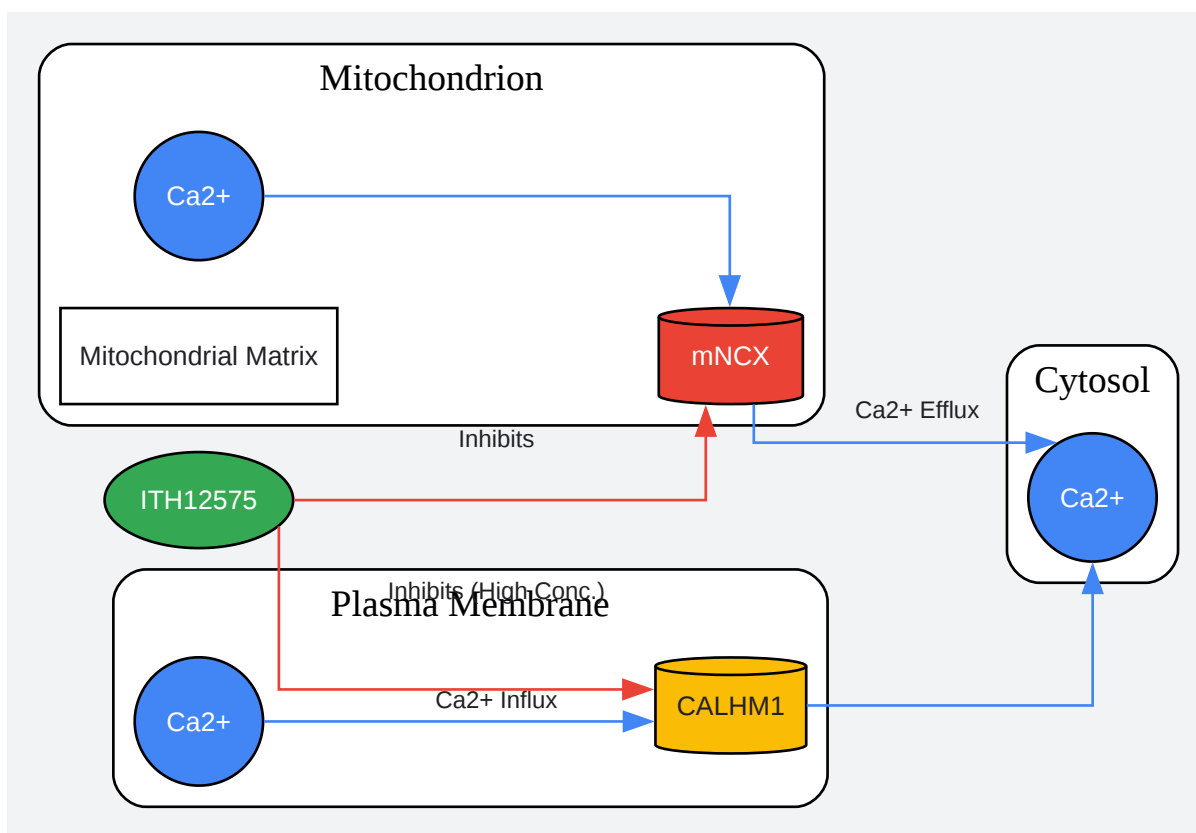 Mitochondrion
Ca2+
Mitochondrial Matrix
mNCX
Cytosol
Ca2+ Efflux
Inhibits
ITH12575
Ca2+
Inhibits (High Conc.)
Plasma Membrane
Ca2+ Influx
CALHM1
Ca2+